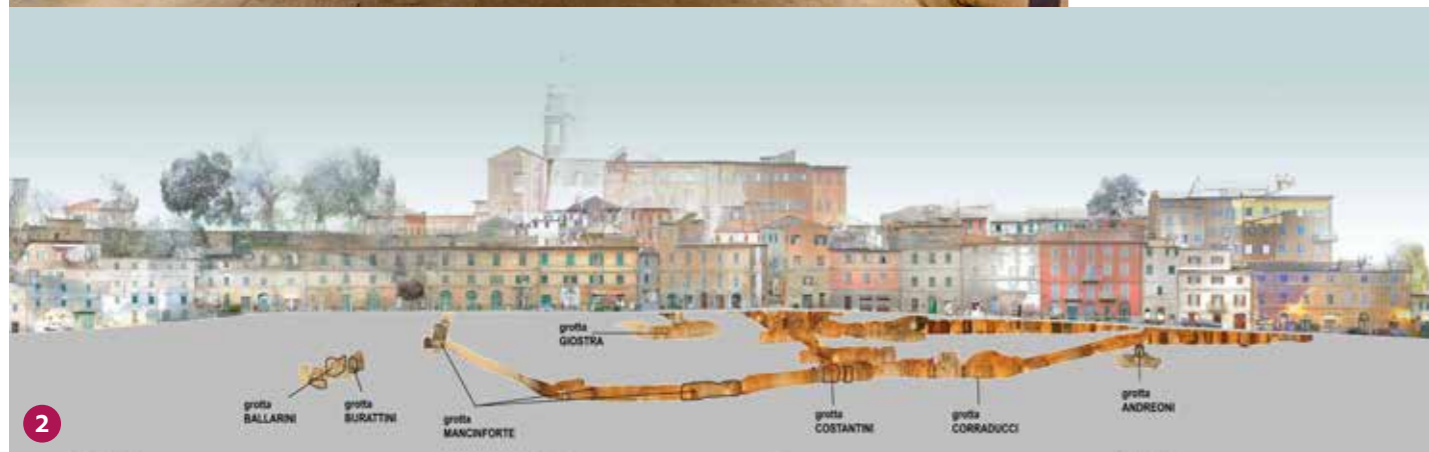 grotta
GIOSTRA
grotta
BALLARINI
grotta
BURATTINI
grotta
MANCINFORTE
grotta
COSTANTINI
grotta
CORRADUCCI
grotta
ANDREONI
2